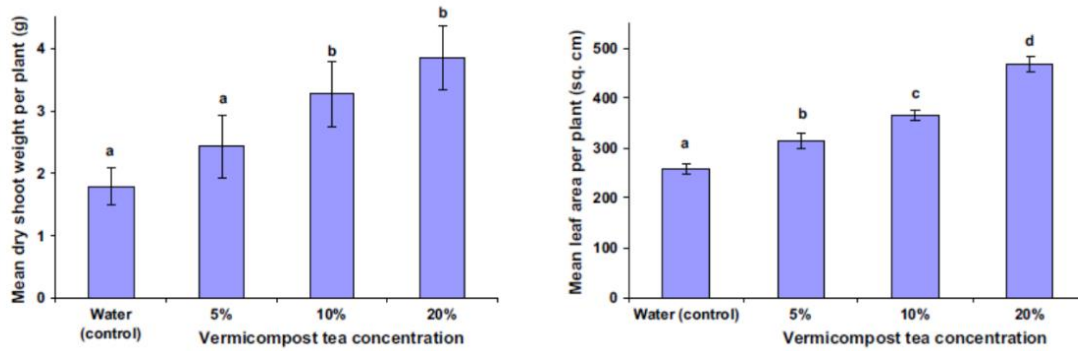 Mean dry shoot weight per plant (g)
4
3
2
1
0
a
a
b
b
Water
(control)
5%
10%
20%
Vermicompost tea concentration
Mean leaf area per plant (sq. cm)
500
400
300
200
100
0
a
b
c
d
Water (control)
5%
10%
20%
Vermicompost tea concentration